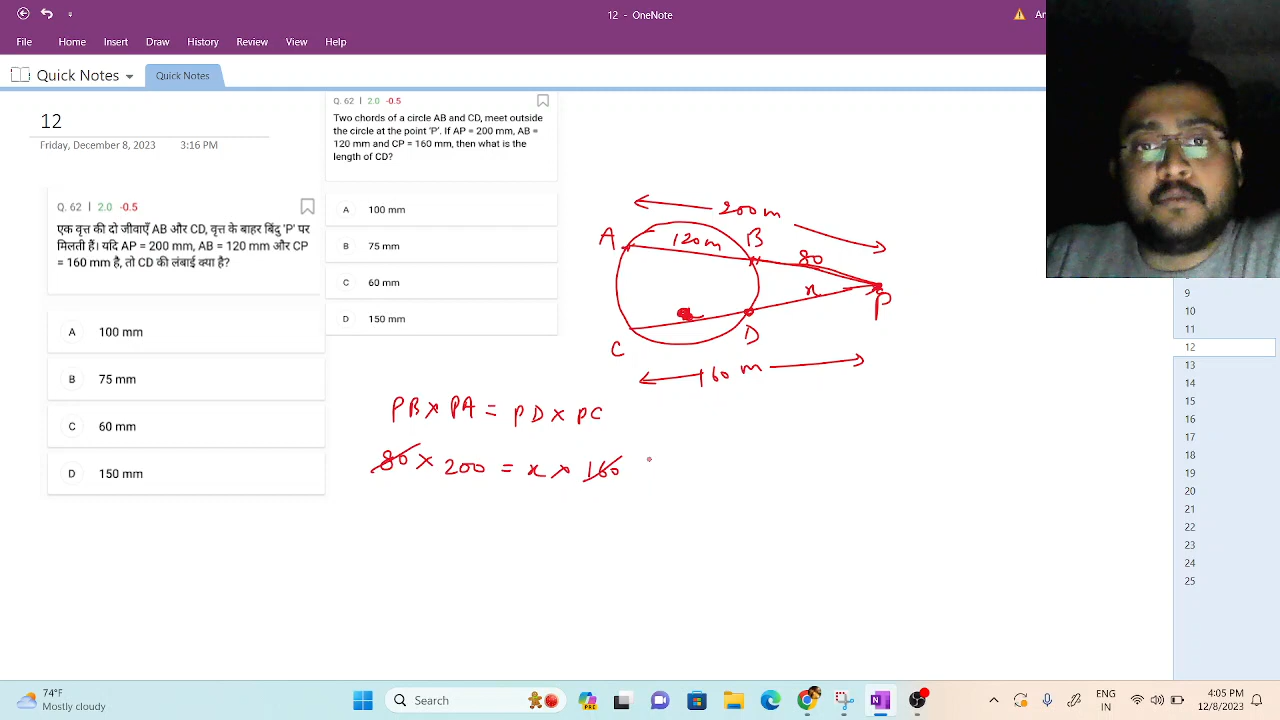 12 - OneNote
An
File Home Insert Draw History Review View Help
Quick Notes
Quick Notes
12
Friday, December 8, 2023 3:16 PM
Q. 62 | 2.0 -0.5
Two chords of a circle AB and CD, meet outside
the circle at the point 'P'. If AP = 200 mm, AB =
120 mm and CP = 160 mm, then what is the
length of CD?
A 100 mm
B 75 mm
C 60 mm
D 150 mm
Q. 62 | 2.0 -0.5
एक वृत्त की दो जीवाएँ AB और CD, वृत्त के बाहर बिंदु 'P' पर
मिलती हैं। यदि AP = 200 mm, AB = 120 mm और CP
= 160 mm है, तो CD की लंबाई क्या है?
A 100 mm
B 75 mm
C 60 mm
D 150 mm
200 m
A 120m B
80
x
P
C D
160 m
PB × PA = PD × PC
80 × 200 = x × 160
9
10
11
12
13
14
15
16
17
18
19
20
21
22
23
24
25
74°F
Mostly cloudy
Search
ENG
IN
4:05 PM
12/8/2023